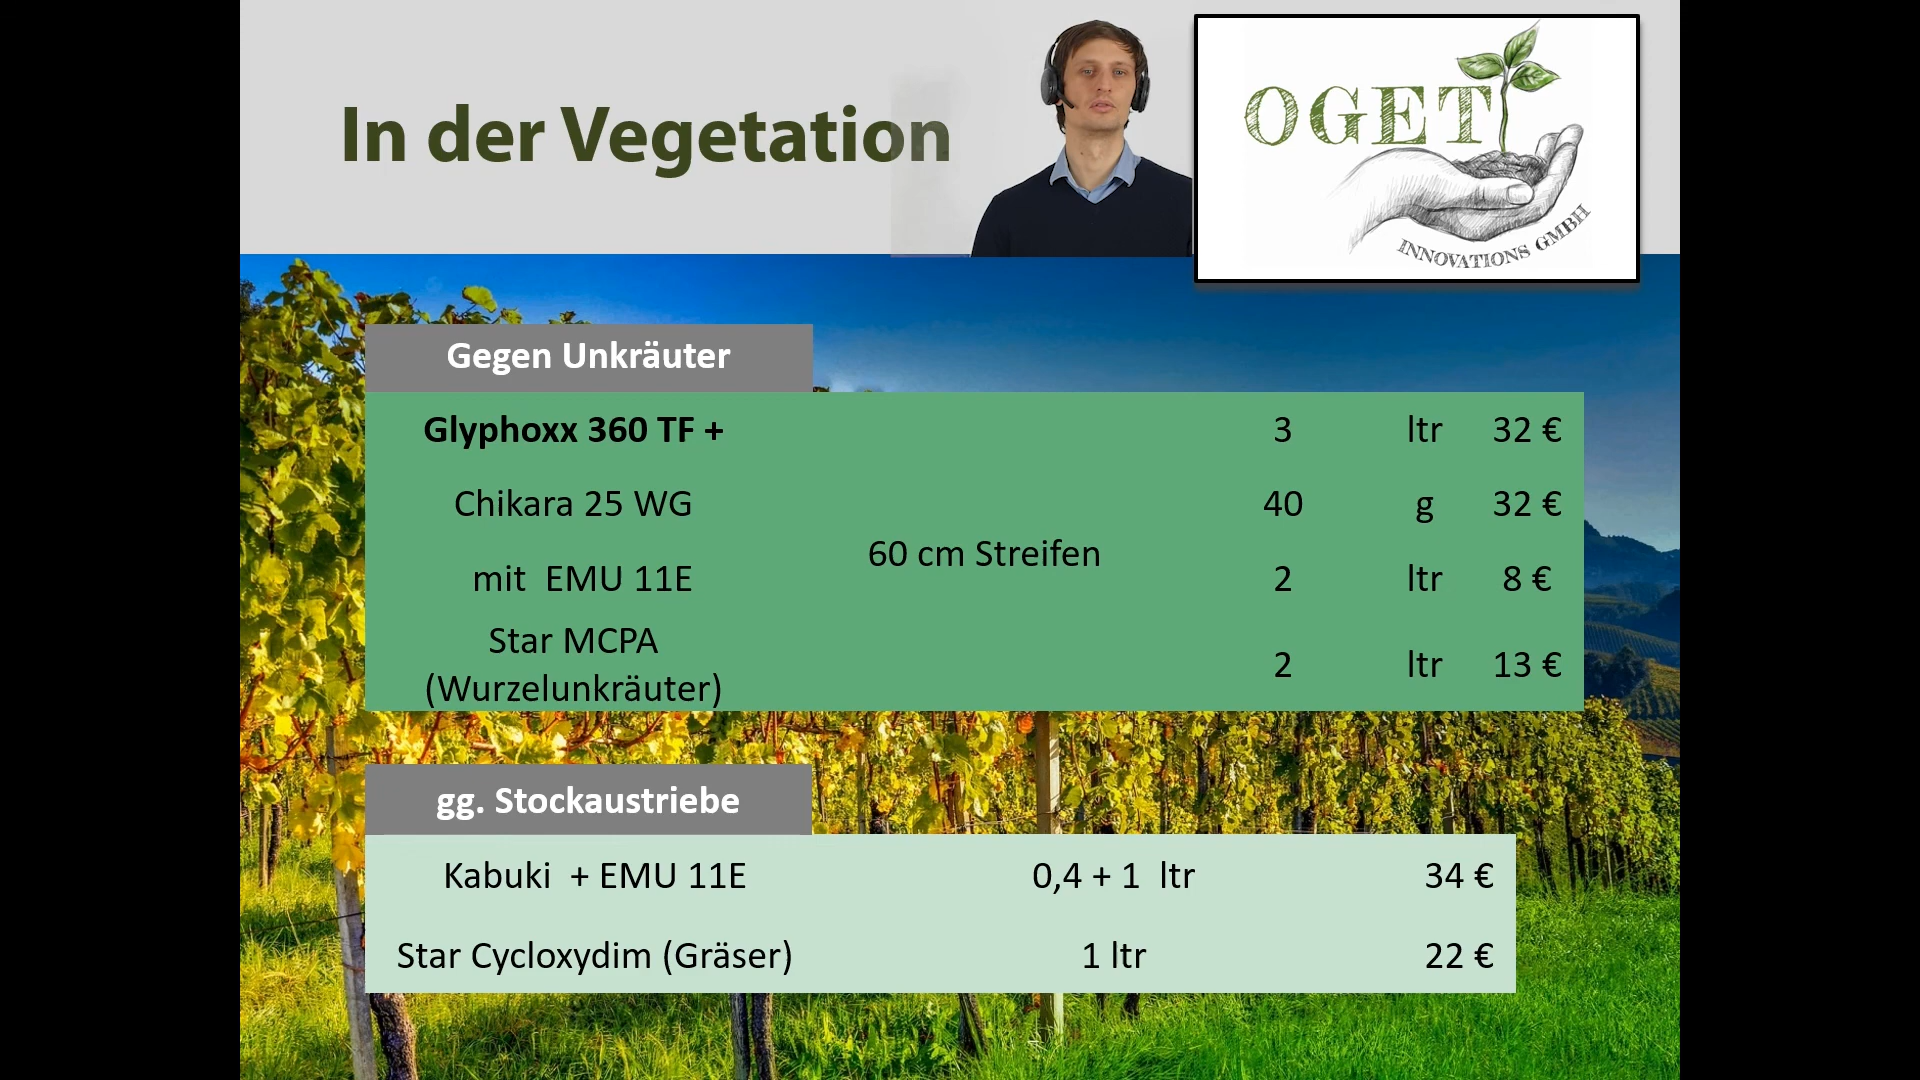 In der Vegetation
OGET
INNOVATIONS GMBH
Gegen Unkräuter
Glyphoxx 360 TF + 3 ltr 32 €
Chikara 25 WG 40 g 32 €
60 cm Streifen
mit EMU 11E 2 ltr 8 €
Star MCPA
(Wurzelunkräuter) 2 ltr 13 €
gg. Stockaustriebe
Kabuki + EMU 11E 0,4 + 1 ltr 34 €
Star Cycloxydim (Gräser) 1 ltr 22 €